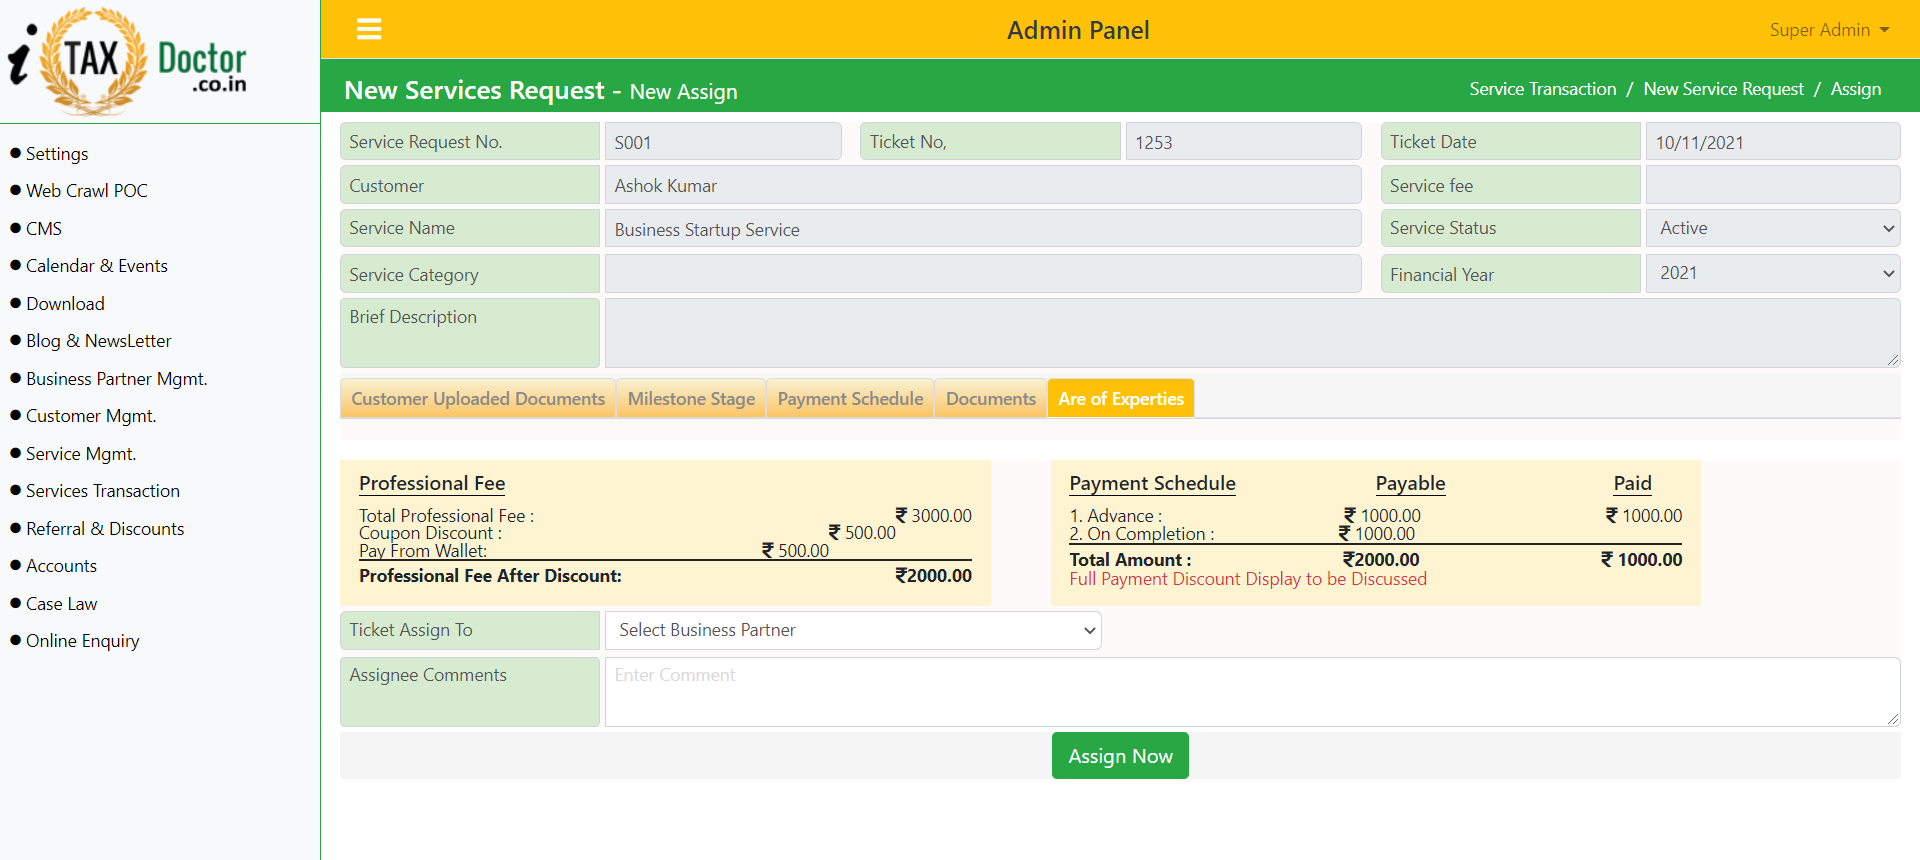 i TAX Doctor
.co.in
Admin Panel
Super Admin
New Services Request - New Assign
Service Transaction / New Service Request / Assign
Settings
Web Crawl POC
CMS
Calendar & Events
Download
Blog & NewsLetter
Business Partner Mgmt.
Customer Mgmt.
Service Mgmt.
Services Transaction
Referral & Discounts
Accounts
Case Law
Online Enquiry
Service Request No. S001 Ticket No, 1253 Ticket Date 10/11/2021
Customer Ashok Kumar Service fee
Service Name Business Startup Service Service Status Active
Service Category Financial Year 2021
Brief Description
Customer Uploaded Documents Milestone Stage Payment Schedule Documents Are of Experties
Professional Fee
Total Professional Fee : ₹ 3000.00
Coupon Discount : ₹ 500.00
Pay From Wallet: ₹ 500.00
Professional Fee After Discount: ₹2000.00
Payment Schedule Payable Paid
1. Advance : ₹ 1000.00 ₹ 1000.00
2. On Completion : ₹ 1000.00
Total Amount : ₹2000.00 ₹ 1000.00
Full Payment Discount Display to be Discussed
Ticket Assign To Select Business Partner
Assignee Comments Enter Comment
Assign Now